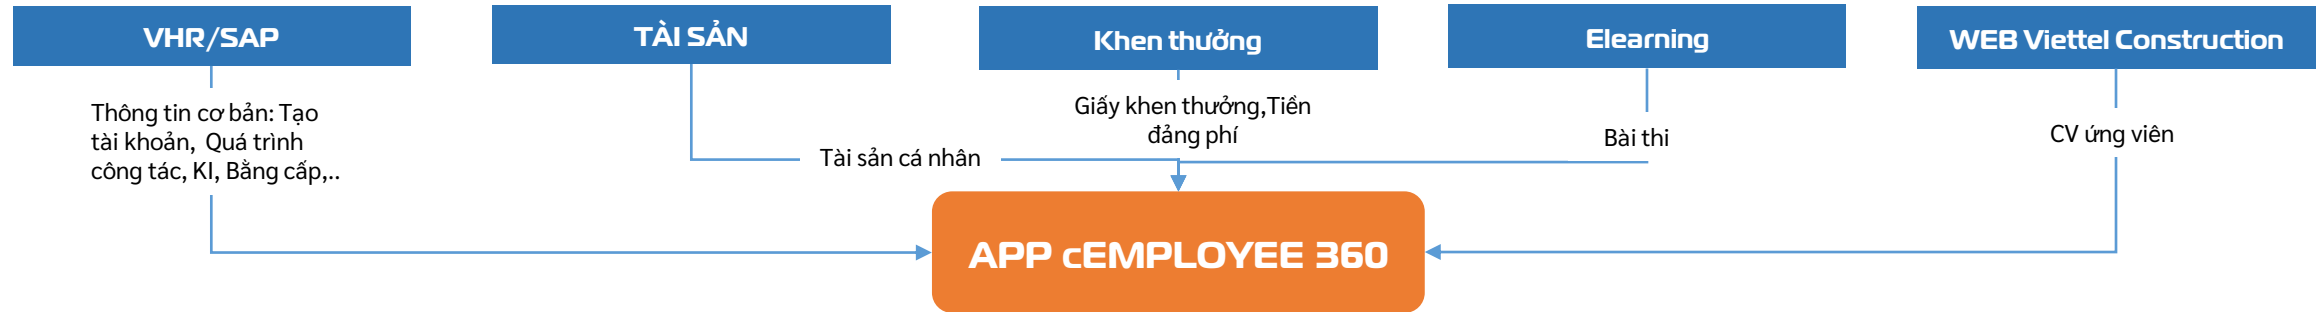 VHR/SAP
TÀI SẢN
Khen thưởng
Elearning
WEB Viettel Construction
Thông tin cơ bản: Tạo
tài khoản, Quá trình
công tác, KI, Bằng cấp,..
Tài sản cá nhân
Giấy khen thưởng,Tiền
đảng phí
Bài thi
CV ứng viên
APP cEMPLOYEE 360